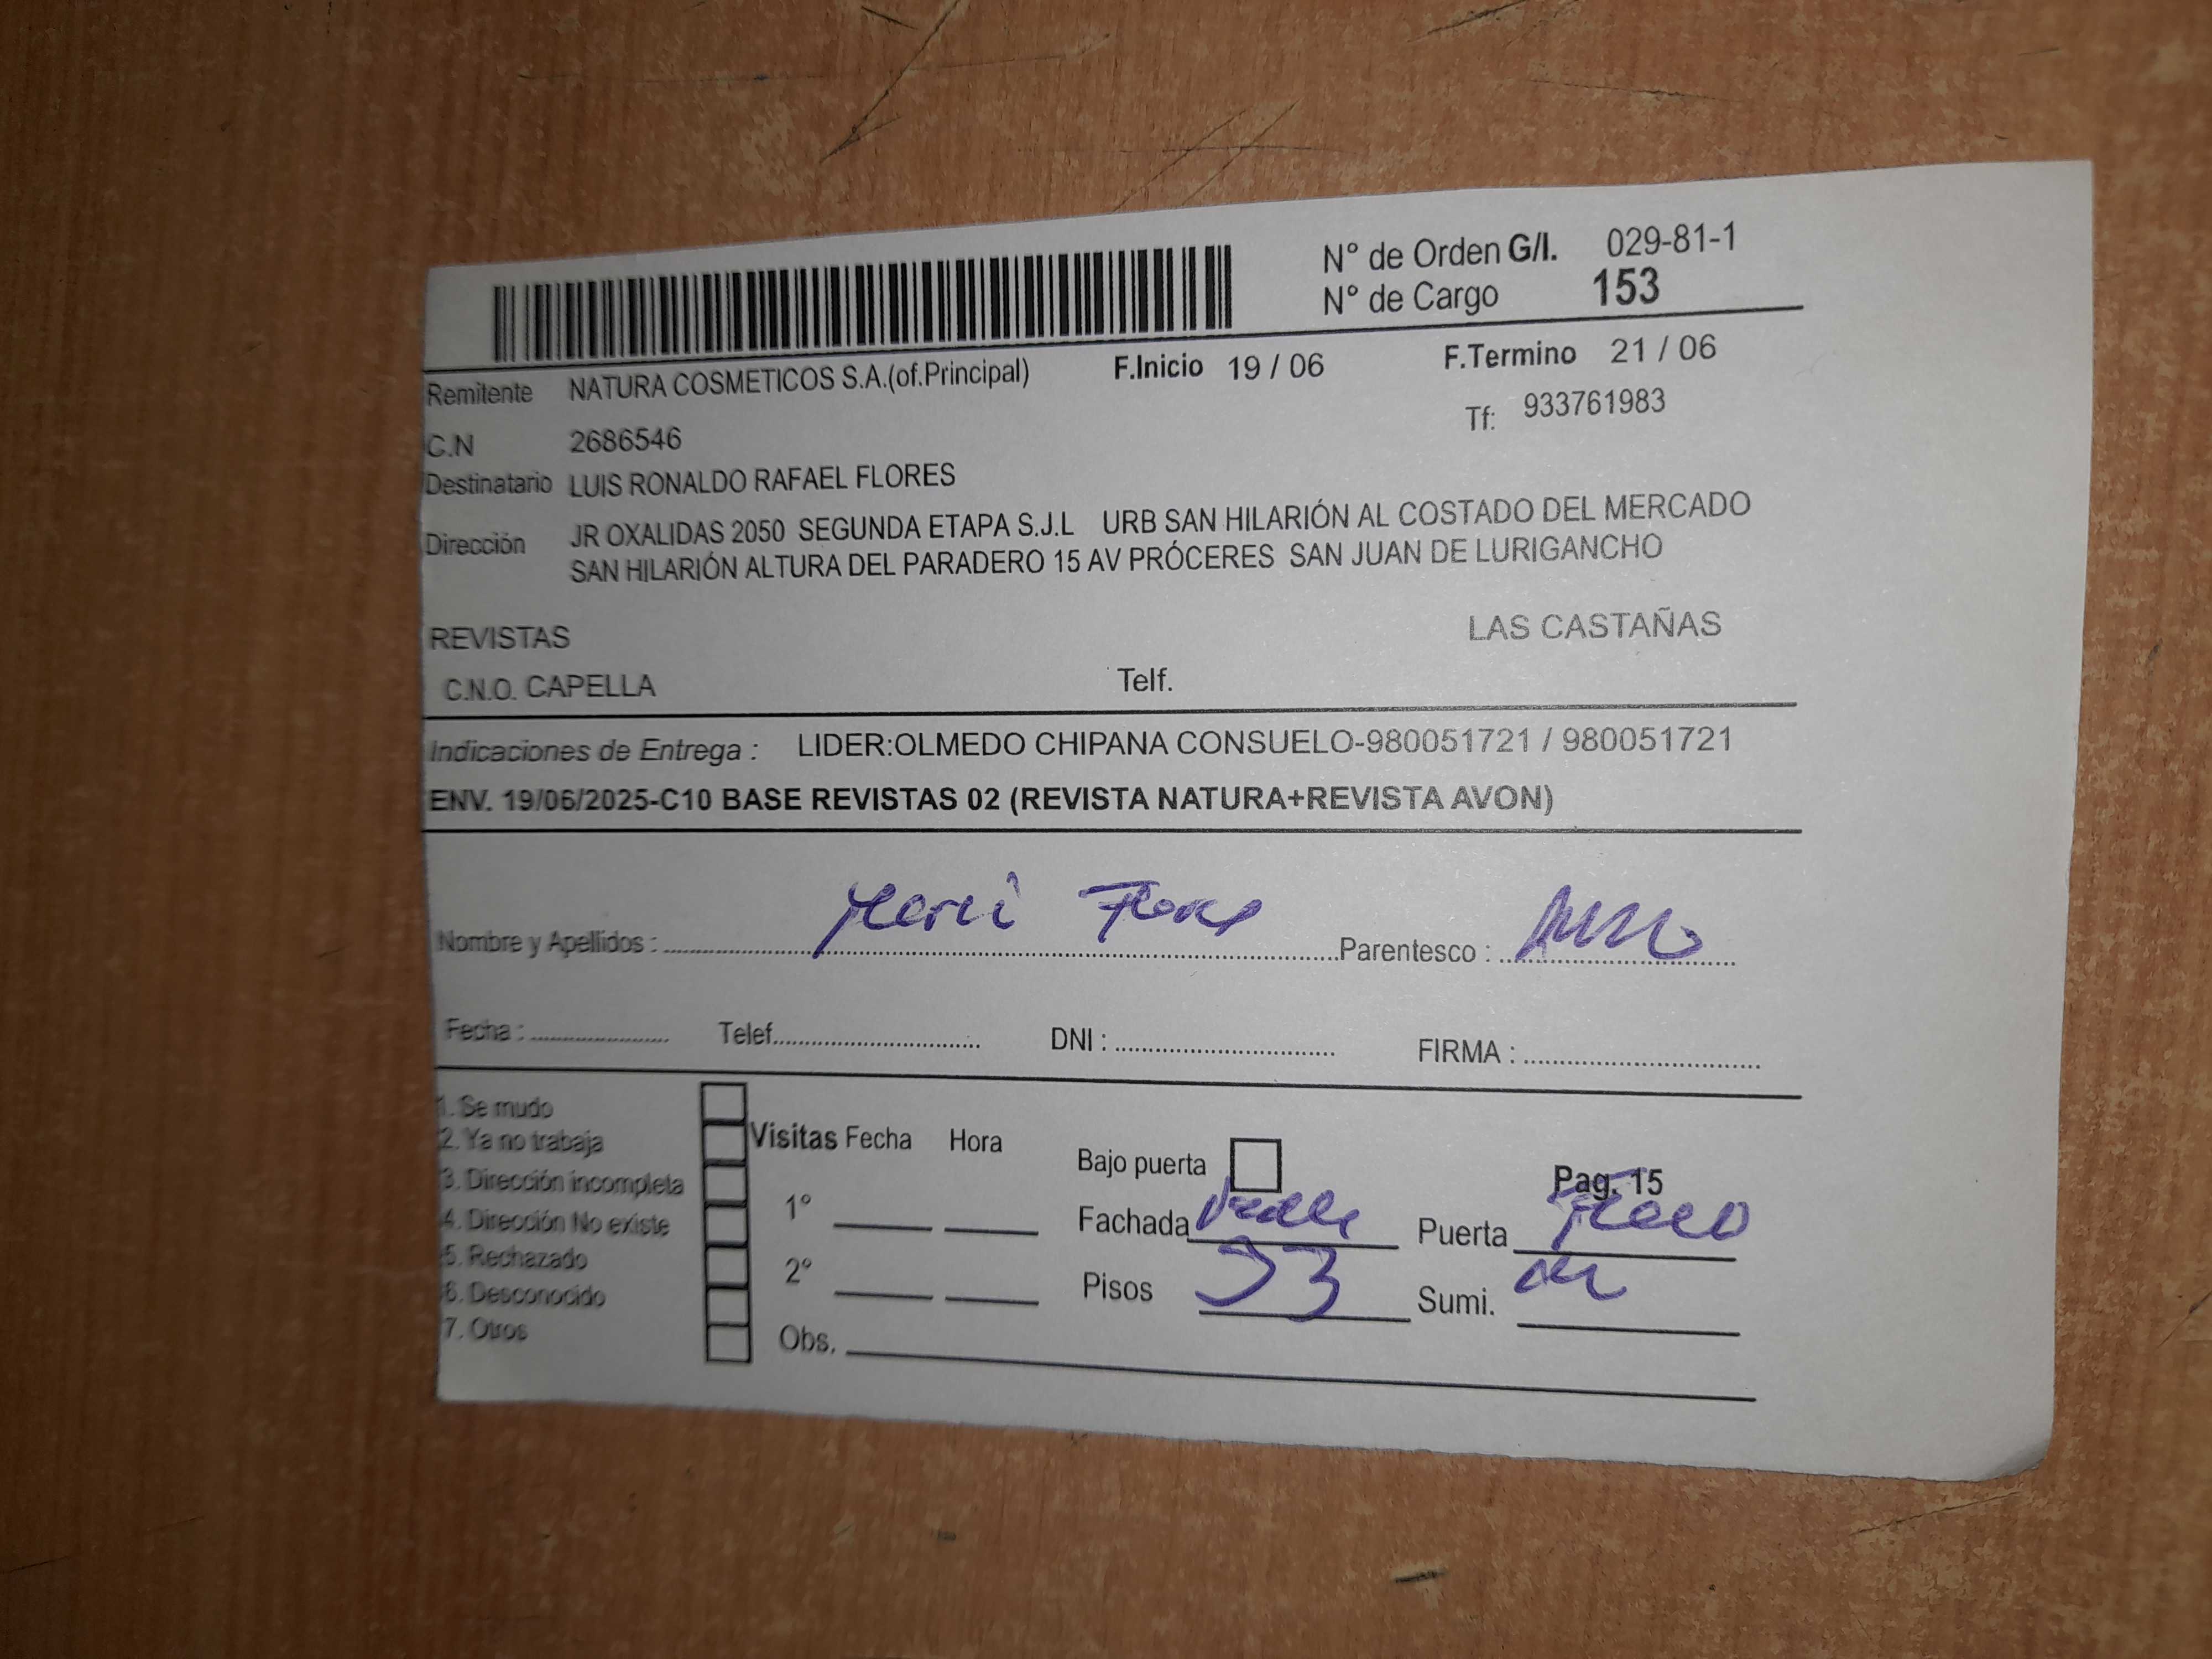 N° de Orden G/I. 029-81-1
N° de Cargo 153
Remitente NATURA COSMETICOS S.A.(of.Principal) F.Inicio 19 / 06 F.Termino 21 / 06
C.N 2686546 Tf: 933761983
Destinatario LUIS RONALDO RAFAEL FLORES
Dirección JR OXALIDAS 2050 SEGUNDA ETAPA S.J.L URB SAN HILARIÓN AL COSTADO DEL MERCADO
SAN HILARIÓN ALTURA DEL PARADERO 15 AV PRÓCERES SAN JUAN DE LURIGANCHO
REVISTAS LAS CASTAÑAS
C.N.O. CAPELLA Telf.
Indicaciones de Entrega : LIDER:OLMEDO CHIPANA CONSUELO-980051721 / 980051721
ENV. 19/06/2025-C10 BASE REVISTAS 02 (REVISTA NATURA+REVISTA AVON)
Nombre y Apellidos : Flores Parentesco :
Fecha : Telef. DNI : FIRMA :
1. Se mudo
2. Ya no trabaja Visitas Fecha Hora
3. Dirección incompleta Bajo puerta Pag. 15
4. Dirección No existe 1° Fachada Puerta
5. Rechazado
6. Desconocido 2° Pisos Sumi.
7. Otros Obs.